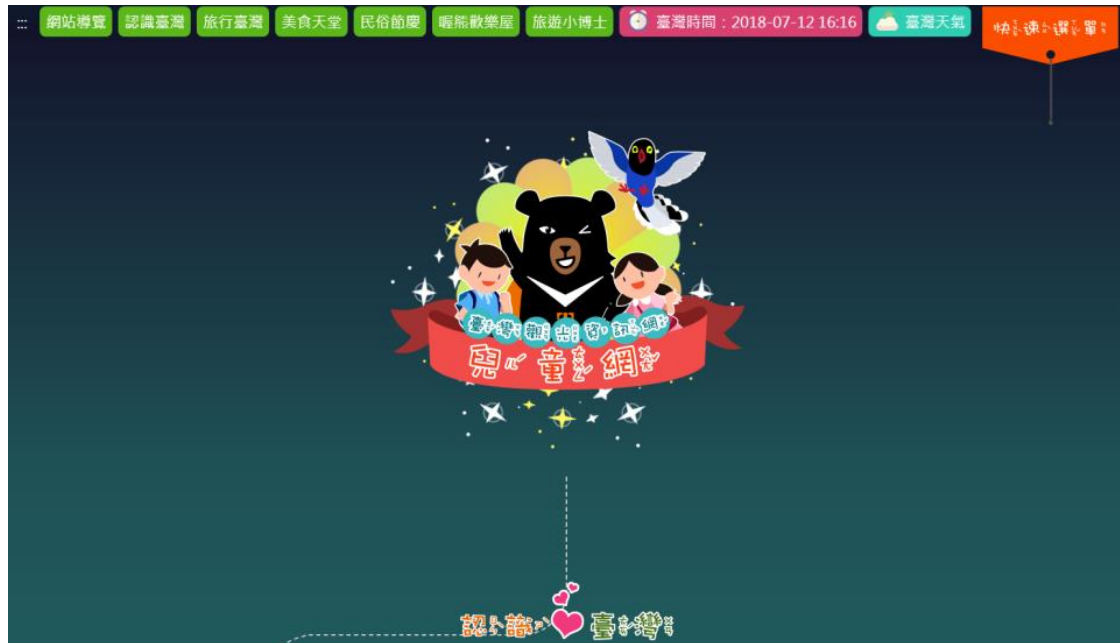 ::: 網站導覽 認識臺灣 旅行臺灣 美食天堂 民俗節慶 喔熊歡樂屋 旅遊小博士 臺灣時間：2018-07-12 16:16 臺灣天氣 快速選單
臺灣觀光資訊網
兒童網
認識臺灣